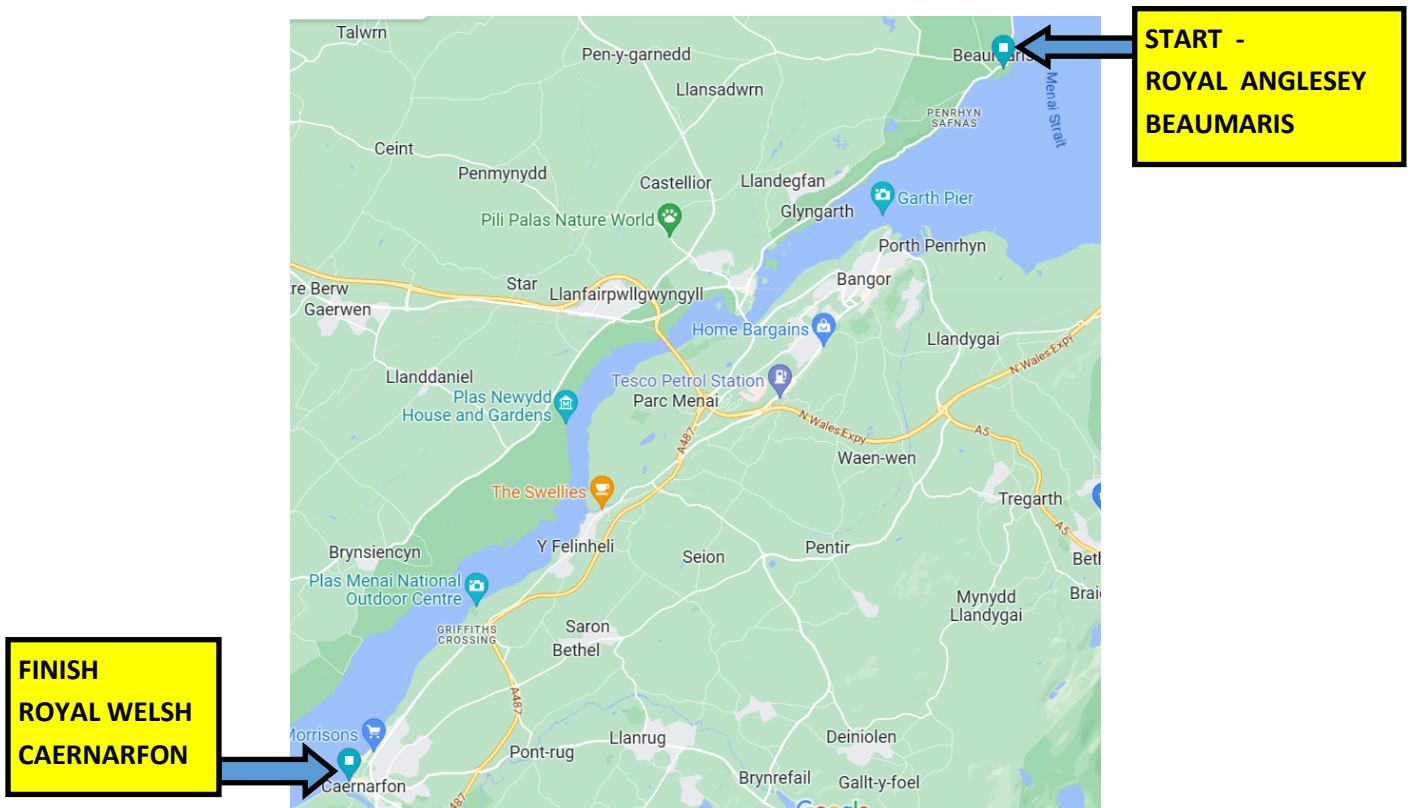 START -
ROYAL ANGLESEY
BEAUMARIS
Talwrn
Pen-y-garnedd
Llansadwrn
Menai Strait
PENRHYN
SAFNAS
Ceint
Penmynydd
Castellior
Llandegfan
Garth Pier
Glyngarth
Pili Palas Nature World
Porth Penrhyn
Bangor
Star
Llanfairpwllgwyngyll
re Berw
Gaerwen
Home Bargains
Llandygai
N Wales Expy
Llanddaniel
Tesco Petrol Station
Parc Menai
Plas Newydd
House and Gardens
N Wales Expy
A487
A5
Waen-wen
The Swellies
Tregarth
A5
Brynsiencyn
Y Felinheli
Seion
Pentir
Bet
Plas Menai National
Outdoor Centre
Mynydd
Llandygai
Brai
GRIFFITHS
CROSSING
Saron
Bethel
FINISH
ROYAL WELSH
CAERNARFON
A487
Morrisons
Pont-rug
Llanrug
Deiniolen
Caernarfon
Brynrefail
Gallt-y-foel
487